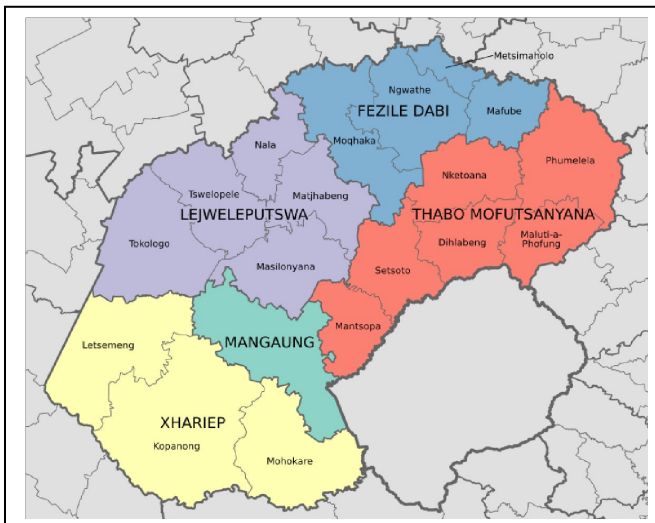 Metsimaholo
Ngwathe
FEZILE DABI
Mafube
Nala
Moqhaka
Phumelela
Nketoana
Tswelopele
Matjhabeng
LEJWELEPUTSWA
THABO MOFUTSANYANA
Tokologo
Dihlabeng
Maluti-a-
Phofung
Masilonyana
Setsoto
Mantsopa
Letsemeng
MANGAUNG
XHARIEP
Kopanong
Mohokare